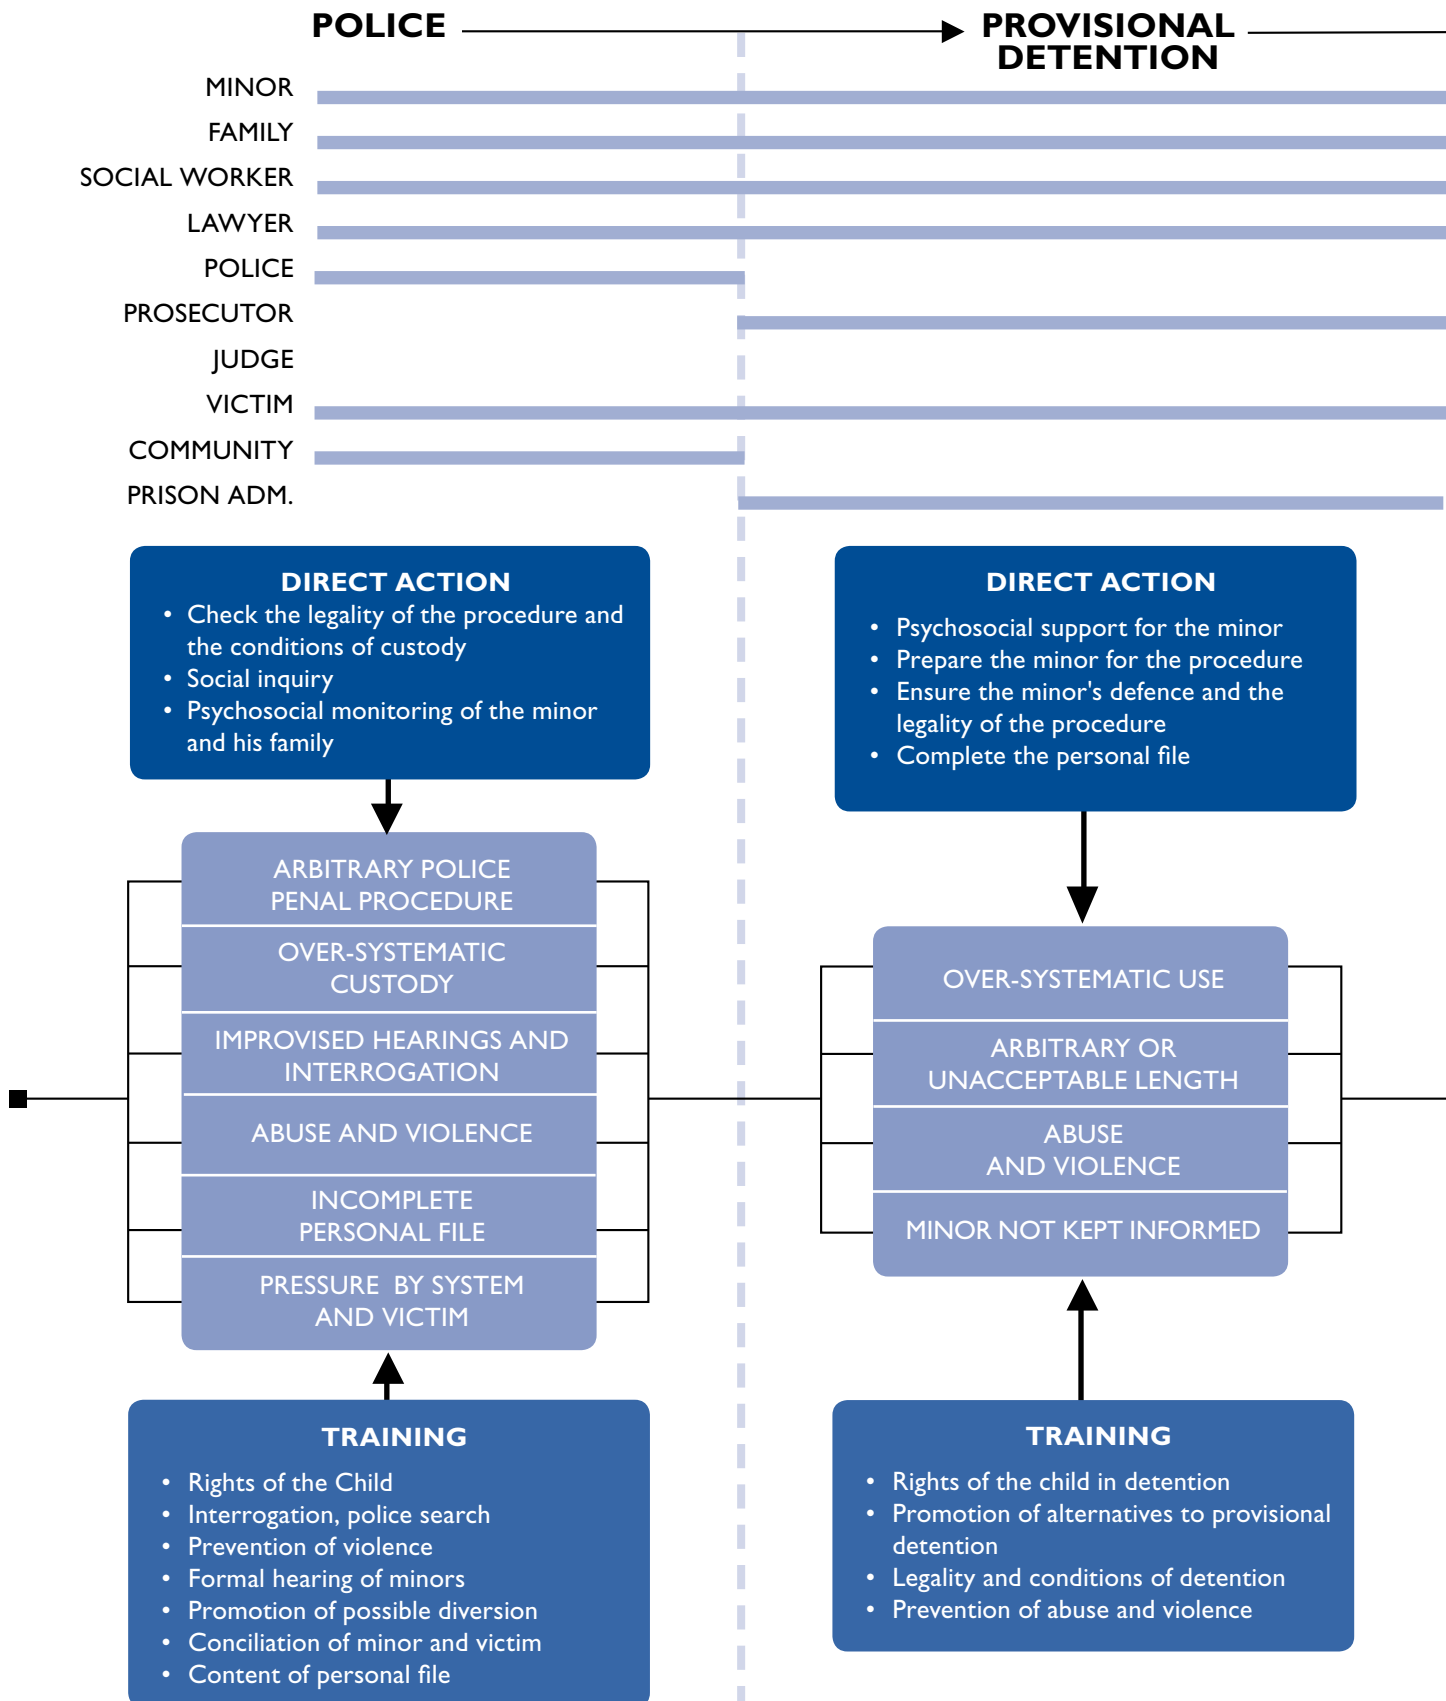 POLICE
PROVISIONAL
DETENTION
MINOR
FAMILY
SOCIAL WORKER
LAWYER
POLICE
PROSECUTOR
JUDGE
VICTIM
COMMUNITY
PRISON ADM.
DIRECT ACTION
• Check the legality of the procedure and
the conditions of custody
• Social inquiry
• Psychosocial monitoring of the minor
and his family
ARBITRARY POLICE
PENAL PROCEDURE
OVER-SYSTEMATIC
CUSTODY
IMPROVISED HEARINGS AND
INTERROGATION
ABUSE AND VIOLENCE
INCOMPLETE
PERSONAL FILE
PRESSURE BY SYSTEM
AND VICTIM
TRAINING
• Rights of the Child
• Interrogation, police search
• Prevention of violence
• Formal hearing of minors
• Promotion of possible diversion
• Conciliation of minor and victim
• Content of personal file
DIRECT ACTION
• Psychosocial support for the minor
• Prepare the minor for the procedure
• Ensure the minor's defence and the
legality of the procedure
• Complete the personal file
OVER-SYSTEMATIC USE
ARBITRARY OR
UNACCEPTABLE LENGTH
ABUSE
AND VIOLENCE
MINOR NOT KEPT INFORMED
TRAINING
• Rights of the child in detention
• Promotion of alternatives to provisional
detention
• Legality and conditions of detention
• Prevention of abuse and violence